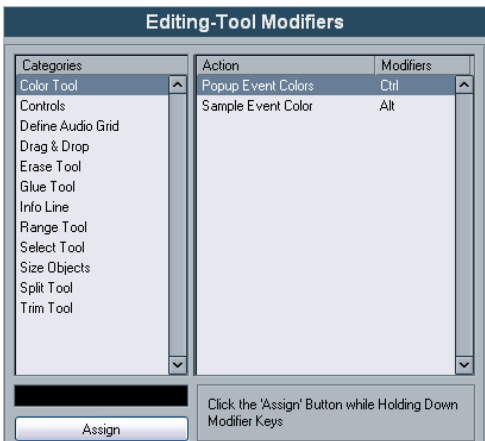 Editing-Tool Modifiers
Categories
Color Tool
Controls
Define Audio Grid
Drag & Drop
Erase Tool
Glue Tool
Info Line
Range Tool
Select Tool
Size Objects
Split Tool
Trim Tool
Action Modifiers
Popup Event Colors Ctrl
Sample Event Color Alt
Assign
Click the 'Assign' Button while Holding Down
Modifier Keys